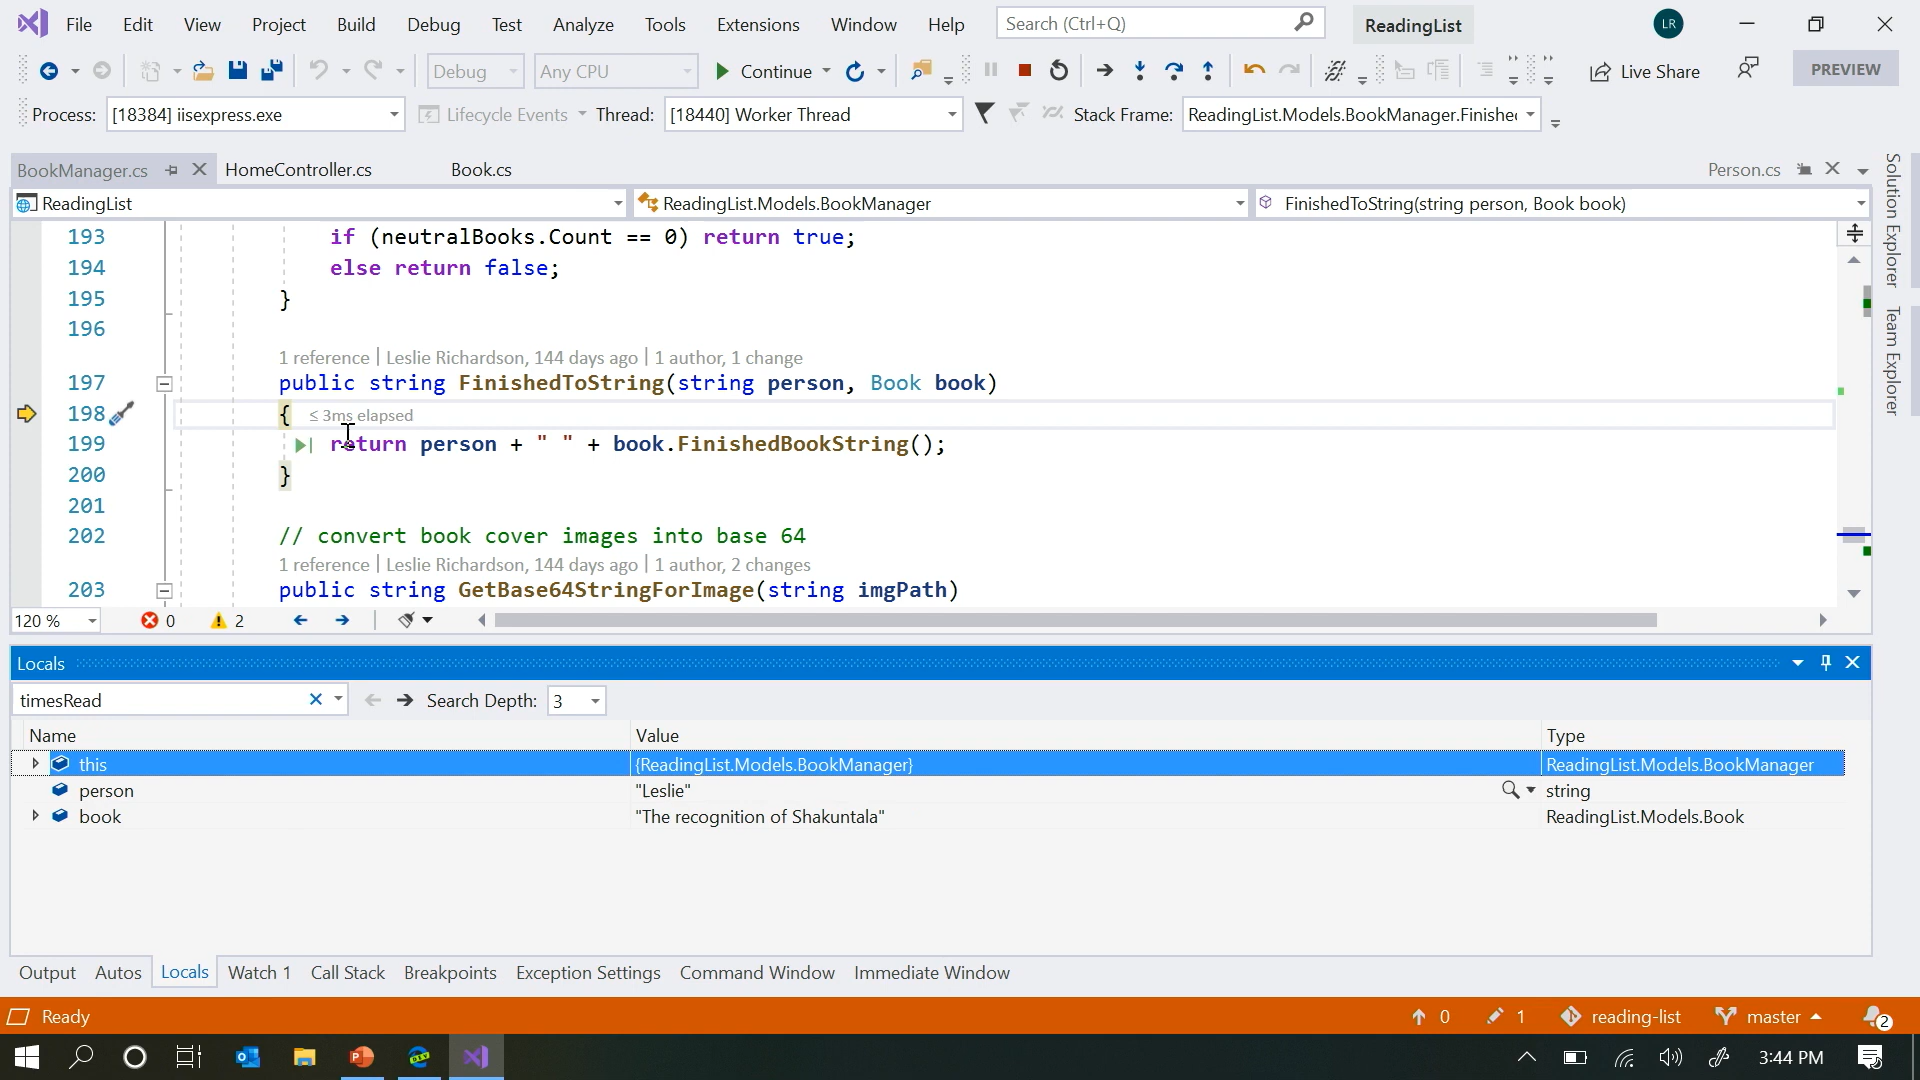 File Edit View Project Build Debug Test Analyze Tools Extensions Window Help Search (Ctrl+Q) ReadingList LR
Debug Any CPU Continue Live Share PREVIEW
Process: [18384] iisexpress.exe Lifecycle Events Thread: [18440] Worker Thread Stack Frame: ReadingList.Models.BookManager.Finishe
BookManager.cs HomeController.cs Book.cs Person.cs
ReadingList ReadingList.Models.BookManager FinishedToString(string person, Book book)
193 if (neutralBooks.Count == 0) return true;
194 else return false;
195 }
196
1 reference | Leslie Richardson, 144 days ago | 1 author, 1 change
197 public string FinishedToString(string person, Book book)
198 { ≤ 3ms elapsed
199 return person + " " + book.FinishedBookString();
200 }
201
202 // convert book cover images into base 64
1 reference | Leslie Richardson, 144 days ago | 1 author, 2 changes
203 public string GetBase64StringForImage(string imgPath)
120 % 0 2
Solution Explorer
Team Explorer
Locals
timesRead Search Depth: 3
Name Value Type
this {ReadingList.Models.BookManager} ReadingList.Models.BookManager
person "Leslie" string
book "The recognition of Shakuntala" ReadingList.Models.Book
Output Autos Locals Watch 1 Call Stack Breakpoints Exception Settings Command Window Immediate Window
Ready 0 1 reading-list master 2
DEV 3:44 PM